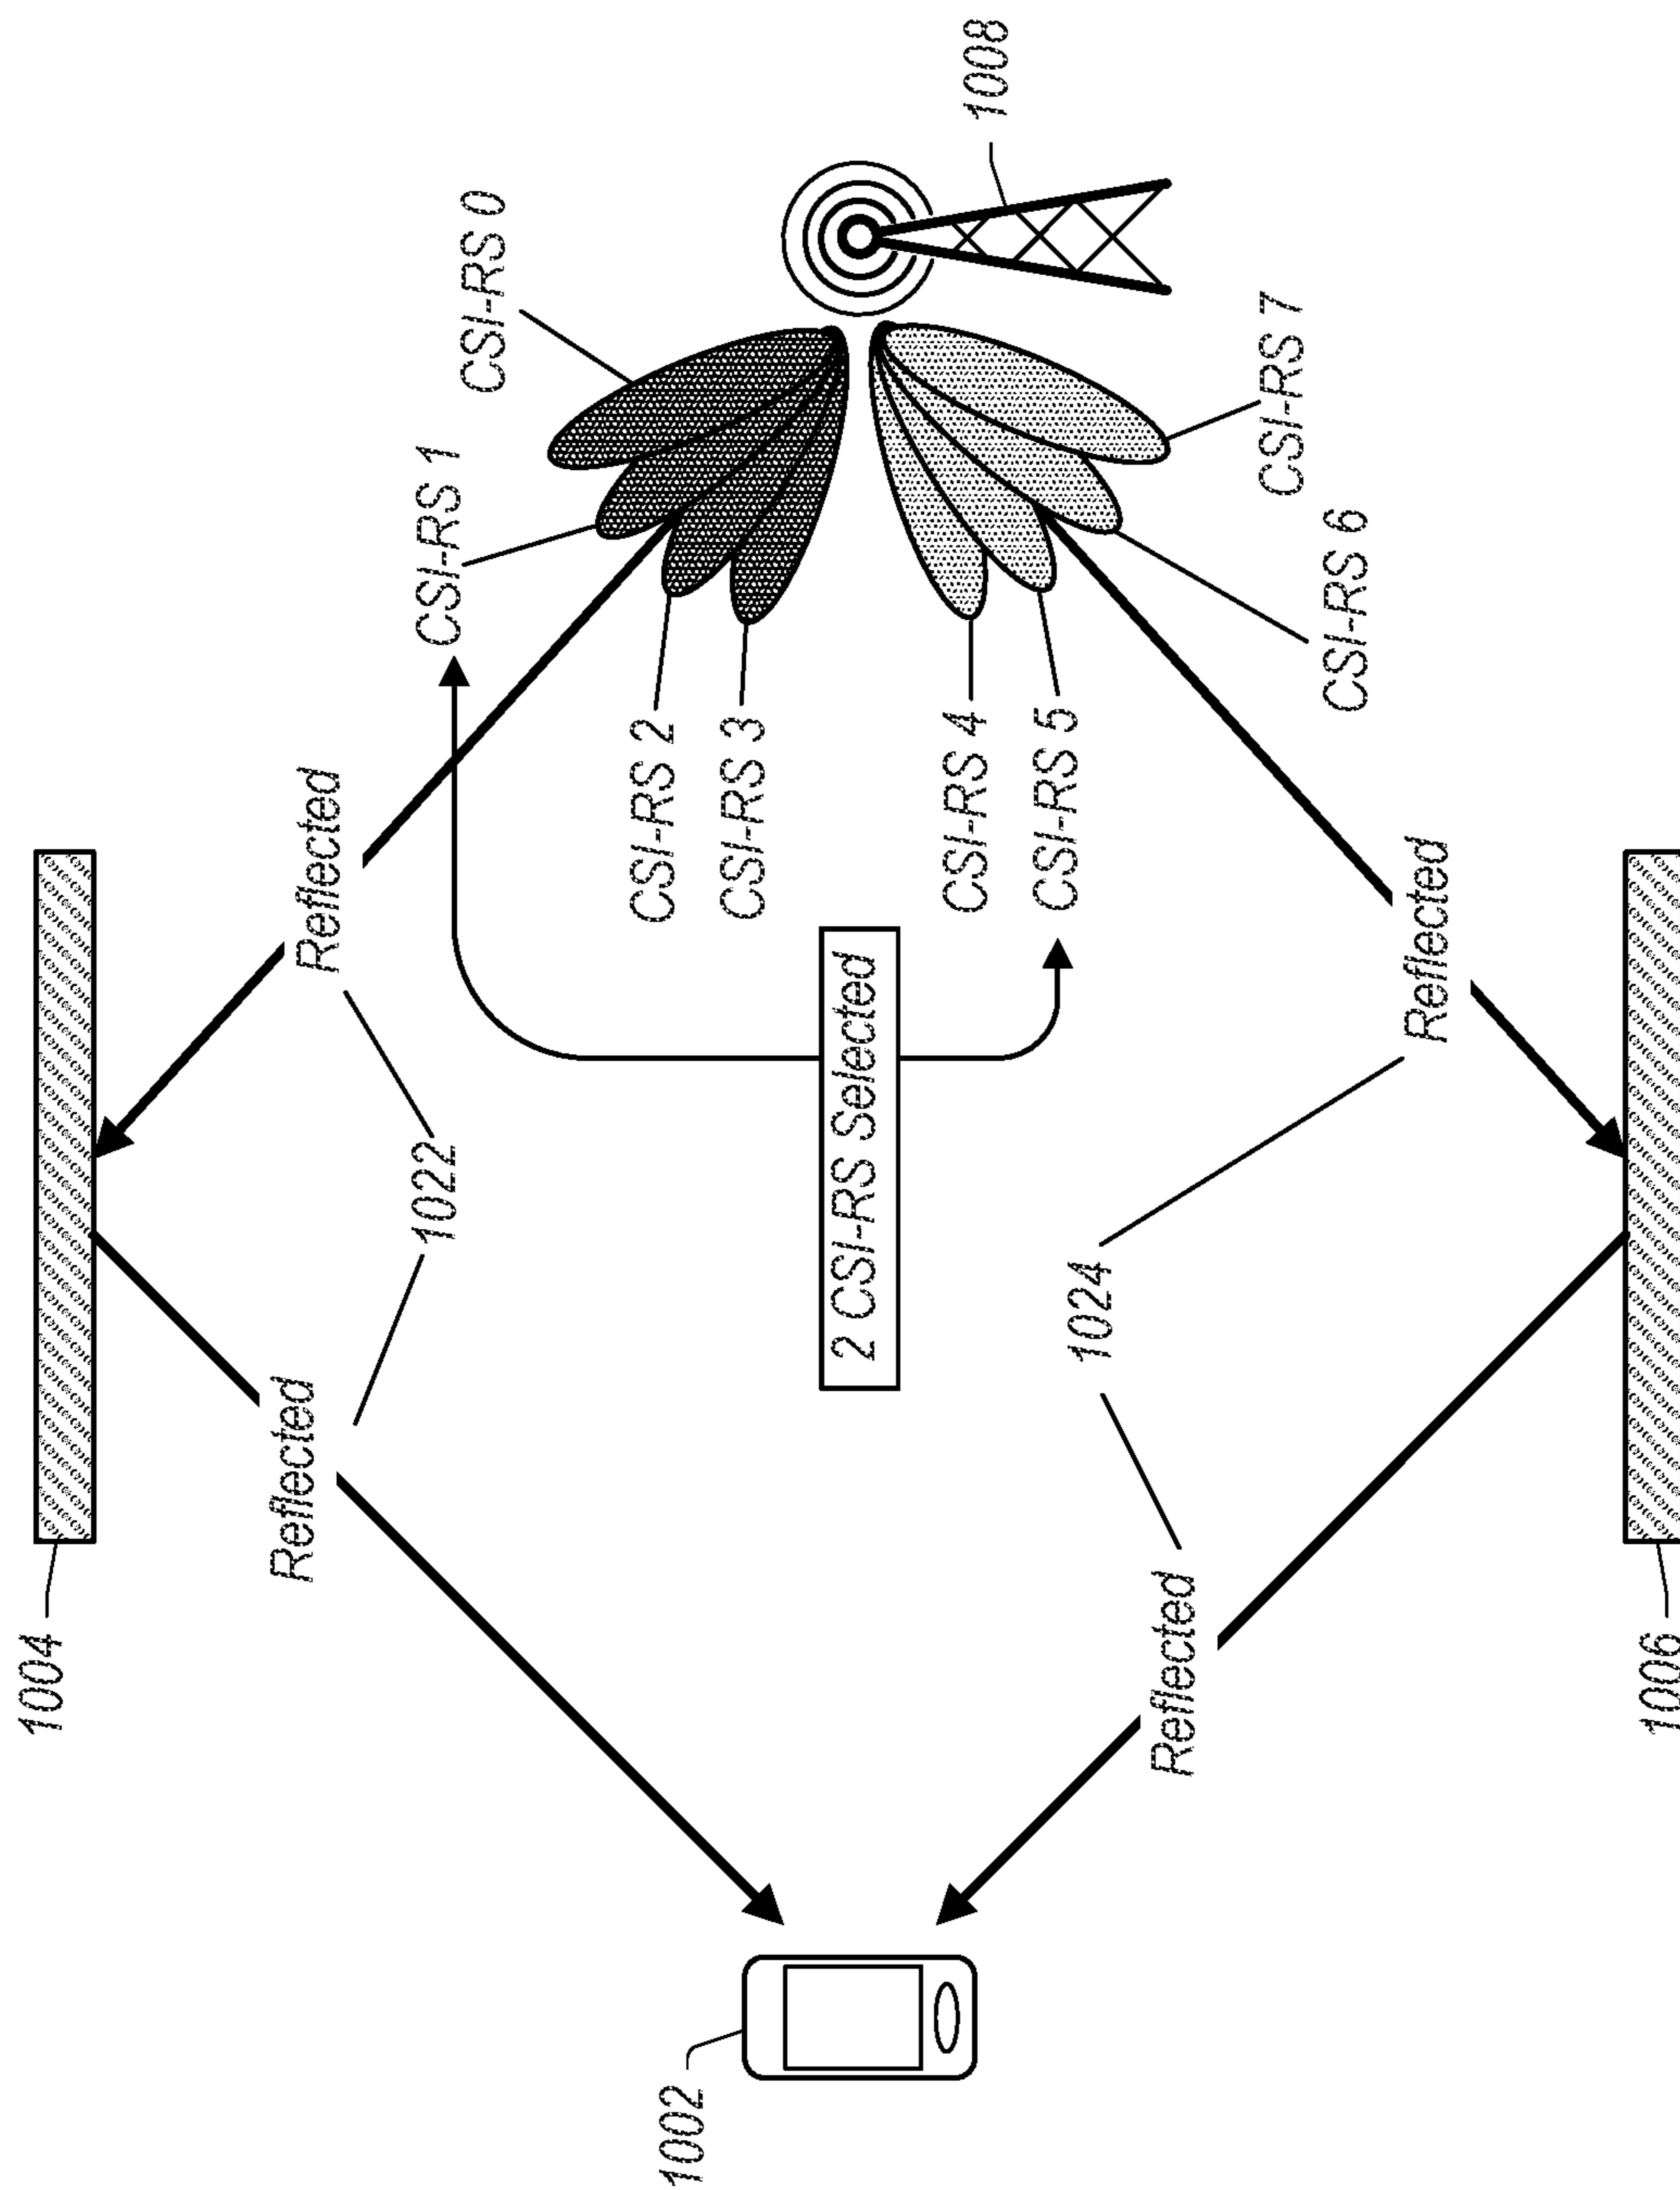 1004
Reflected
Reflected
1022
CSI-RS 1
CSI-RS 0
CSI-RS 2
CSI-RS 3
1008
1002
2 CSI-RS Selected
CSI-RS 4
CSI-RS 5
1024
Reflected
Reflected
CSI-RS 6
CSI-RS 7
1006